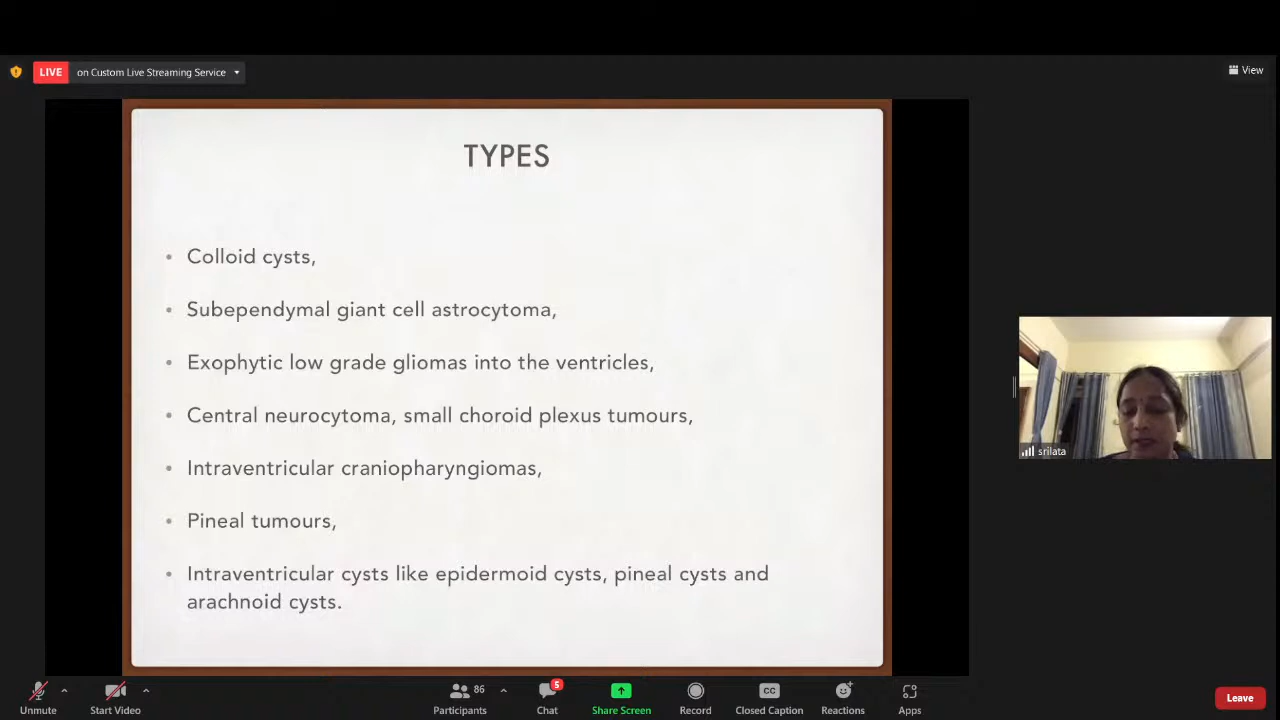 LIVE on Custom Live Streaming Service
View
TYPES
• Colloid cysts,
• Subependymal giant cell astrocytoma,
• Exophytic low grade gliomas into the ventricles,
• Central neurocytoma, small choroid plexus tumours,
• Intraventricular craniopharyngiomas,
• Pineal tumours,
• Intraventricular cysts like epidermoid cysts, pineal cysts and
arachnoid cysts.
srilata
86
5
CC
Unmute Start Video Participants Chat Share Screen Record Closed Caption Reactions Apps Leave